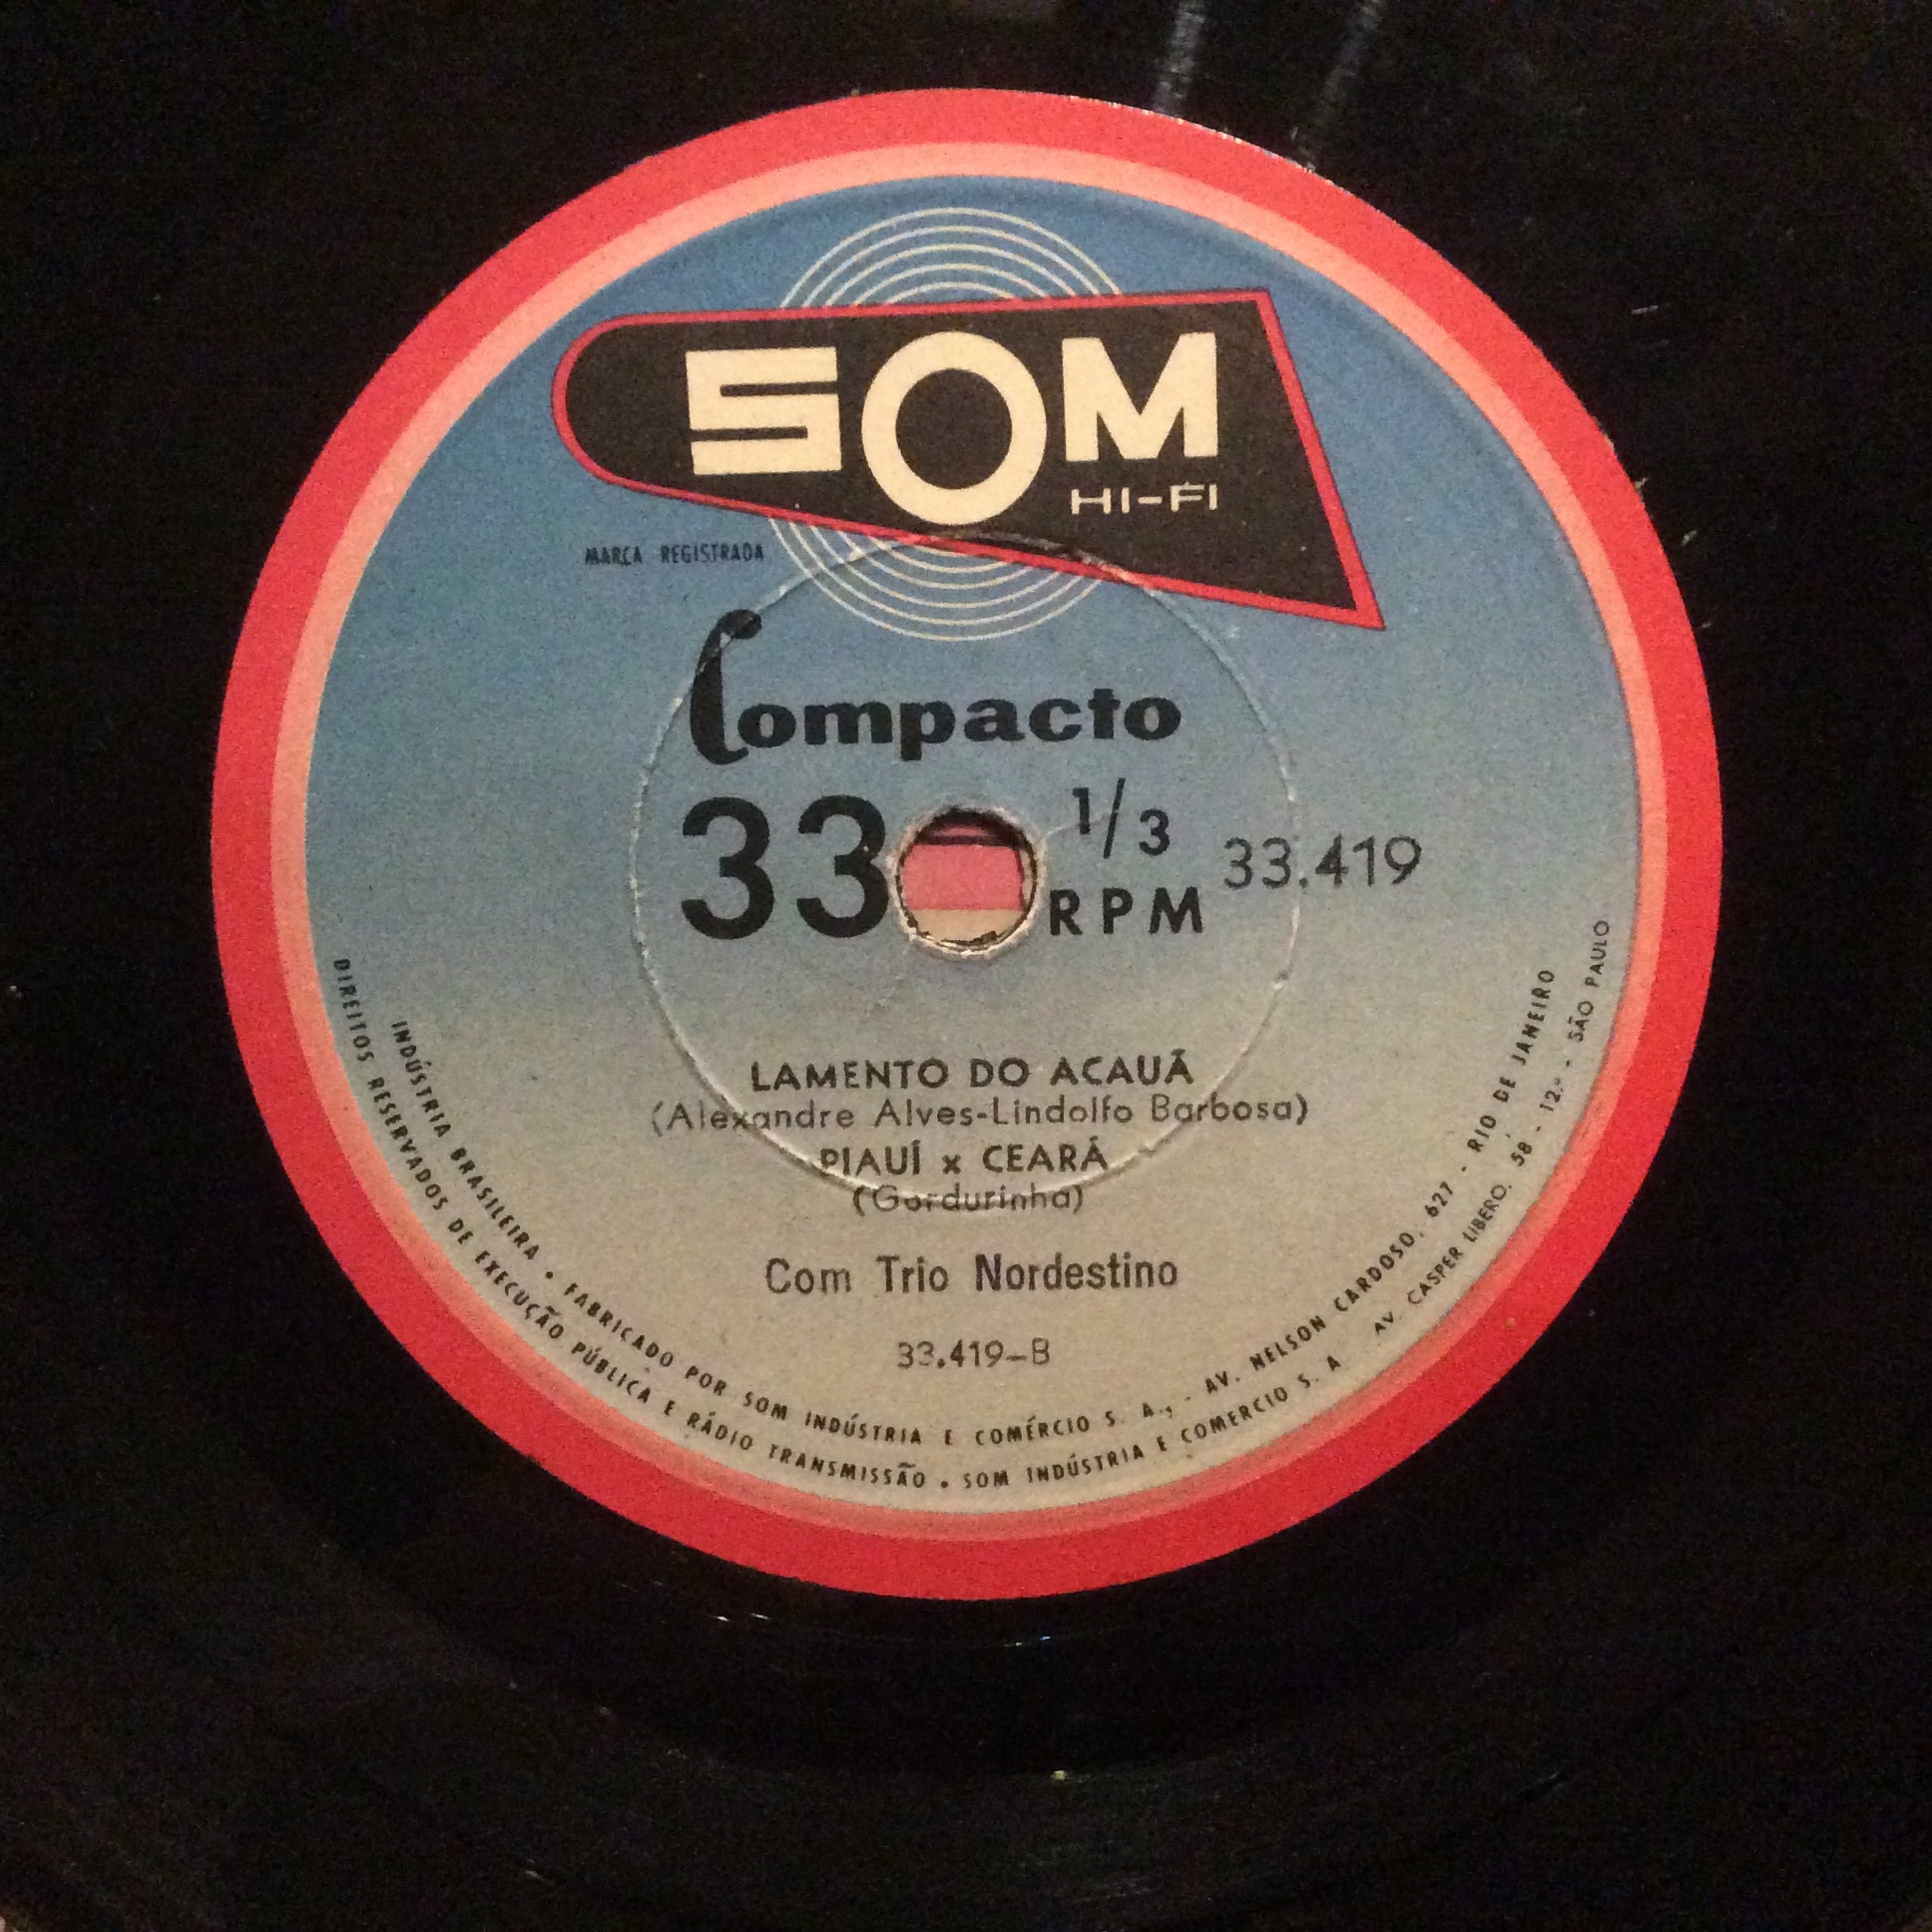 SOM
HI-FI
MARCA REGISTRADA
Compacto
33 1/3 RPM 33.419
LAMENTO DO ACAUÃ
(Alexandre Alves-Lindolfo Barbosa)
PIAUÍ x CEARÁ
(Gordurinha)
Com Trio Nordestino
33.419-B
INDÚSTRIA BRASILEIRA • FABRICADO POR SOM INDÚSTRIA E COMÉRCIO S. A., - AV. NELSON CARDOSO, 627 - RIO DE JANEIRO
DIREITOS RESERVADOS DE EXECUÇÃO PÚBLICA E RÁDIO TRANSMISSÃO • SOM INDÚSTRIA E COMERCIO S. A AV. CASPER LIBERO, 58 - 12.º - SÃO PAULO